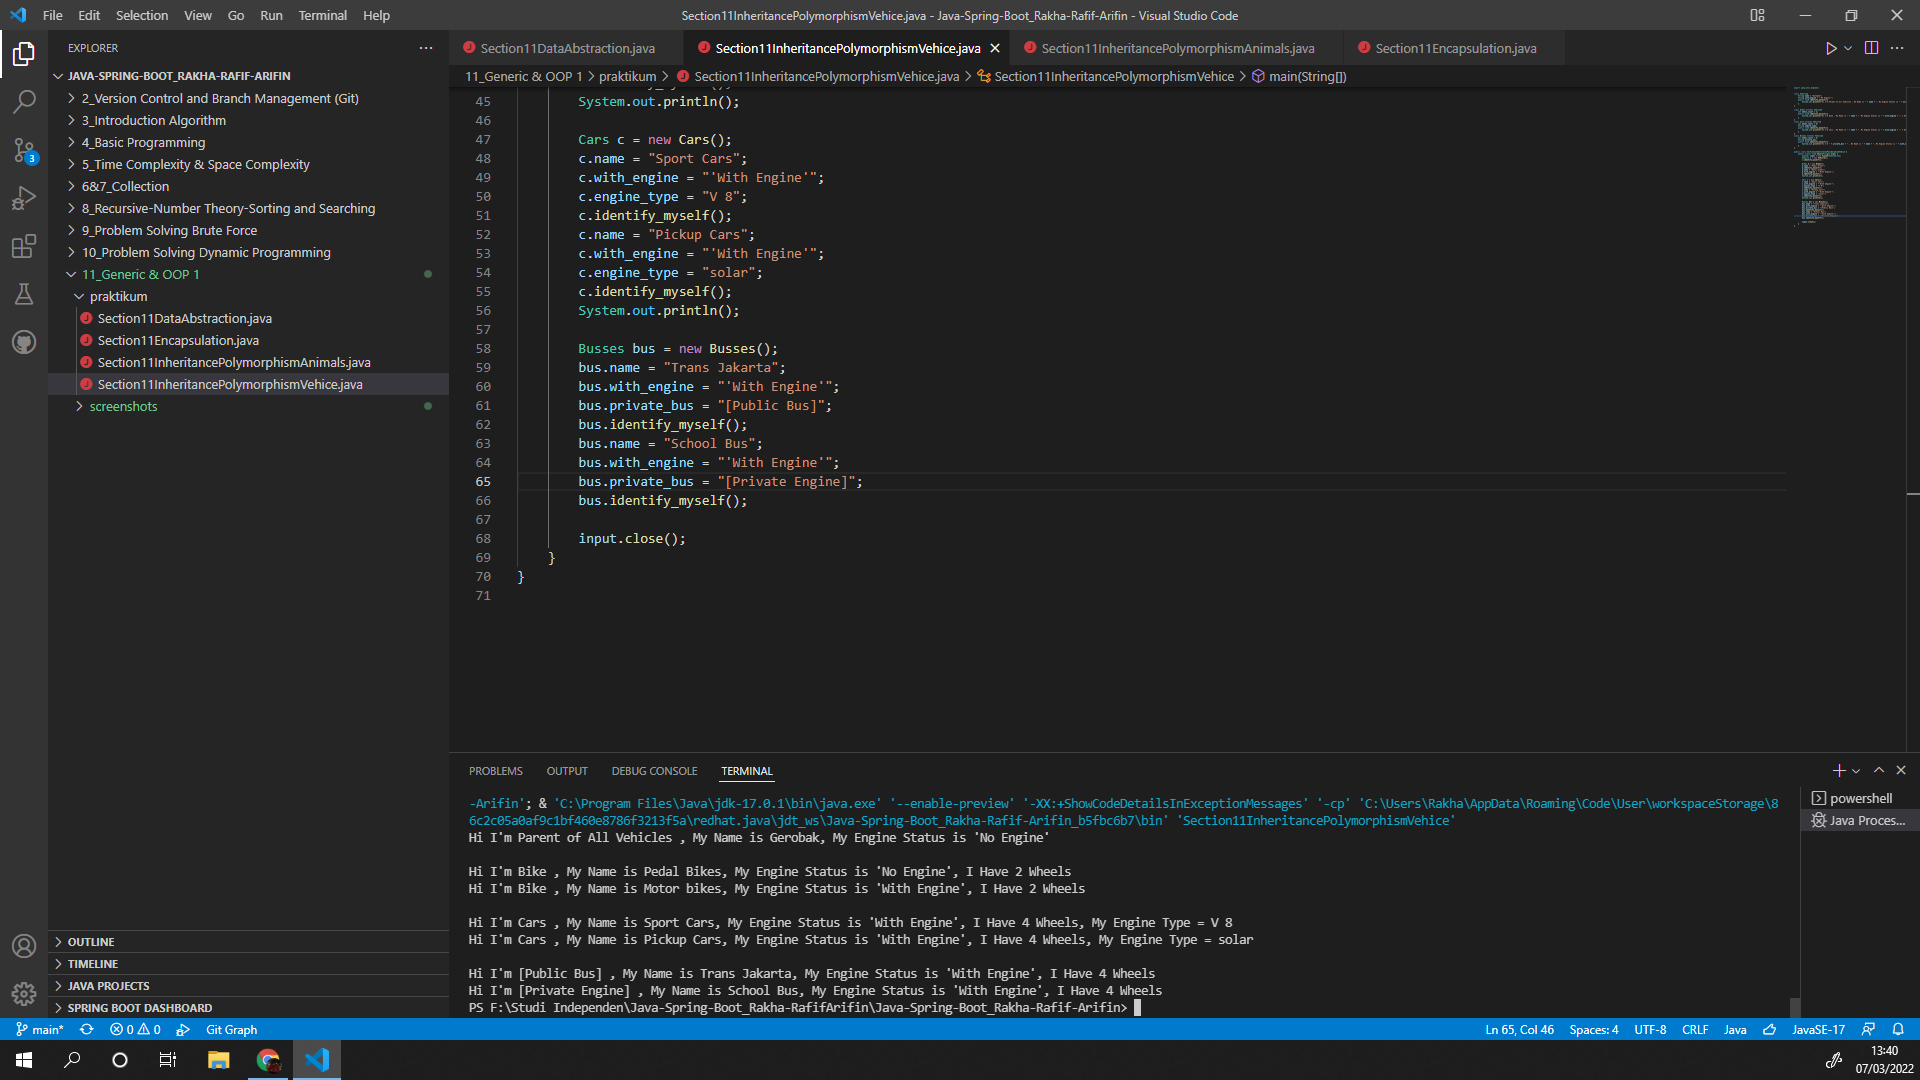 File Edit Selection View Go Run Terminal Help
Section11InheritancePolymorphismVehice.java - Java-Spring-Boot_Rakha-Rafif-Arifin - Visual Studio Code
EXPLORER
JAVA-SPRING-BOOT_RAKHA-RAFIF-ARIFIN
2_Version Control and Branch Management (Git)
3_Introduction Algorithm
4_Basic Programming
5_Time Complexity & Space Complexity
6&7_Collection
8_Recursive-Number Theory-Sorting and Searching
9_Problem Solving Brute Force
10_Problem Solving Dynamic Programming
11_Generic & OOP 1
praktikum
Section11DataAbstraction.java
Section11Encapsulation.java
Section11InheritancePolymorphismAnimals.java
Section11InheritancePolymorphismVehice.java
screenshots
3
OUTLINE
TIMELINE
JAVA PROJECTS
SPRING BOOT DASHBOARD
Section11DataAbstraction.java Section11InheritancePolymorphismVehice.java Section11InheritancePolymorphismAnimals.java Section11Encapsulation.java
11_Generic & OOP 1 > praktikum > Section11InheritancePolymorphismVehice.java > Section11InheritancePolymorphismVehice > main(String[])
45 System.out.println();
46
47 Cars c = new Cars();
48 c.name = "Sport Cars";
49 c.with_engine = "'With Engine'";
50 c.engine_type = "V 8";
51 c.identify_myself();
52 c.name = "Pickup Cars";
53 c.with_engine = "'With Engine'";
54 c.engine_type = "solar";
55 c.identify_myself();
56 System.out.println();
57
58 Busses bus = new Busses();
59 bus.name = "Trans Jakarta";
60 bus.with_engine = "'With Engine'";
61 bus.private_bus = "[Public Bus]";
62 bus.identify_myself();
63 bus.name = "School Bus";
64 bus.with_engine = "'With Engine'";
65 bus.private_bus = "[Private Engine]";
66 bus.identify_myself();
67
68 input.close();
69 }
70 }
71
PROBLEMS OUTPUT DEBUG CONSOLE TERMINAL
-Arifin'; & 'C:\Program Files\Java\jdk-17.0.1\bin\java.exe' '--enable-preview' '-XX:+ShowCodeDetailsInExceptionMessages' '-cp' 'C:\Users\Rakha\AppData\Roaming\Code\User\workspaceStorage\8
6c2c05a0af9c1bf460e8786f3213f5a\redhat.java\jdt_ws\Java-Spring-Boot_Rakha-Rafif-Arifin_b5fbc6b7\bin' 'Section11InheritancePolymorphismVehice'
Hi I'm Parent of All Vehicles , My Name is Gerobak, My Engine Status is 'No Engine'
Hi I'm Bike , My Name is Pedal Bikes, My Engine Status is 'No Engine', I Have 2 Wheels
Hi I'm Bike , My Name is Motor bikes, My Engine Status is 'With Engine', I Have 2 Wheels
Hi I'm Cars , My Name is Sport Cars, My Engine Status is 'With Engine', I Have 4 Wheels, My Engine Type = V 8
Hi I'm Cars , My Name is Pickup Cars, My Engine Status is 'With Engine', I Have 4 Wheels, My Engine Type = solar
Hi I'm [Public Bus] , My Name is Trans Jakarta, My Engine Status is 'With Engine', I Have 4 Wheels
Hi I'm [Private Engine] , My Name is School Bus, My Engine Status is 'With Engine', I Have 4 Wheels
PS F:\Studi Independen\Java-Spring-Boot_Rakha-RafifArifin\Java-Spring-Boot_Rakha-Rafif-Arifin>
powershell
Java Proces...
main* 0 0 Git Graph
Ln 65, Col 46 Spaces: 4 UTF-8 CRLF Java JavaSE-17
13:40
07/03/2022